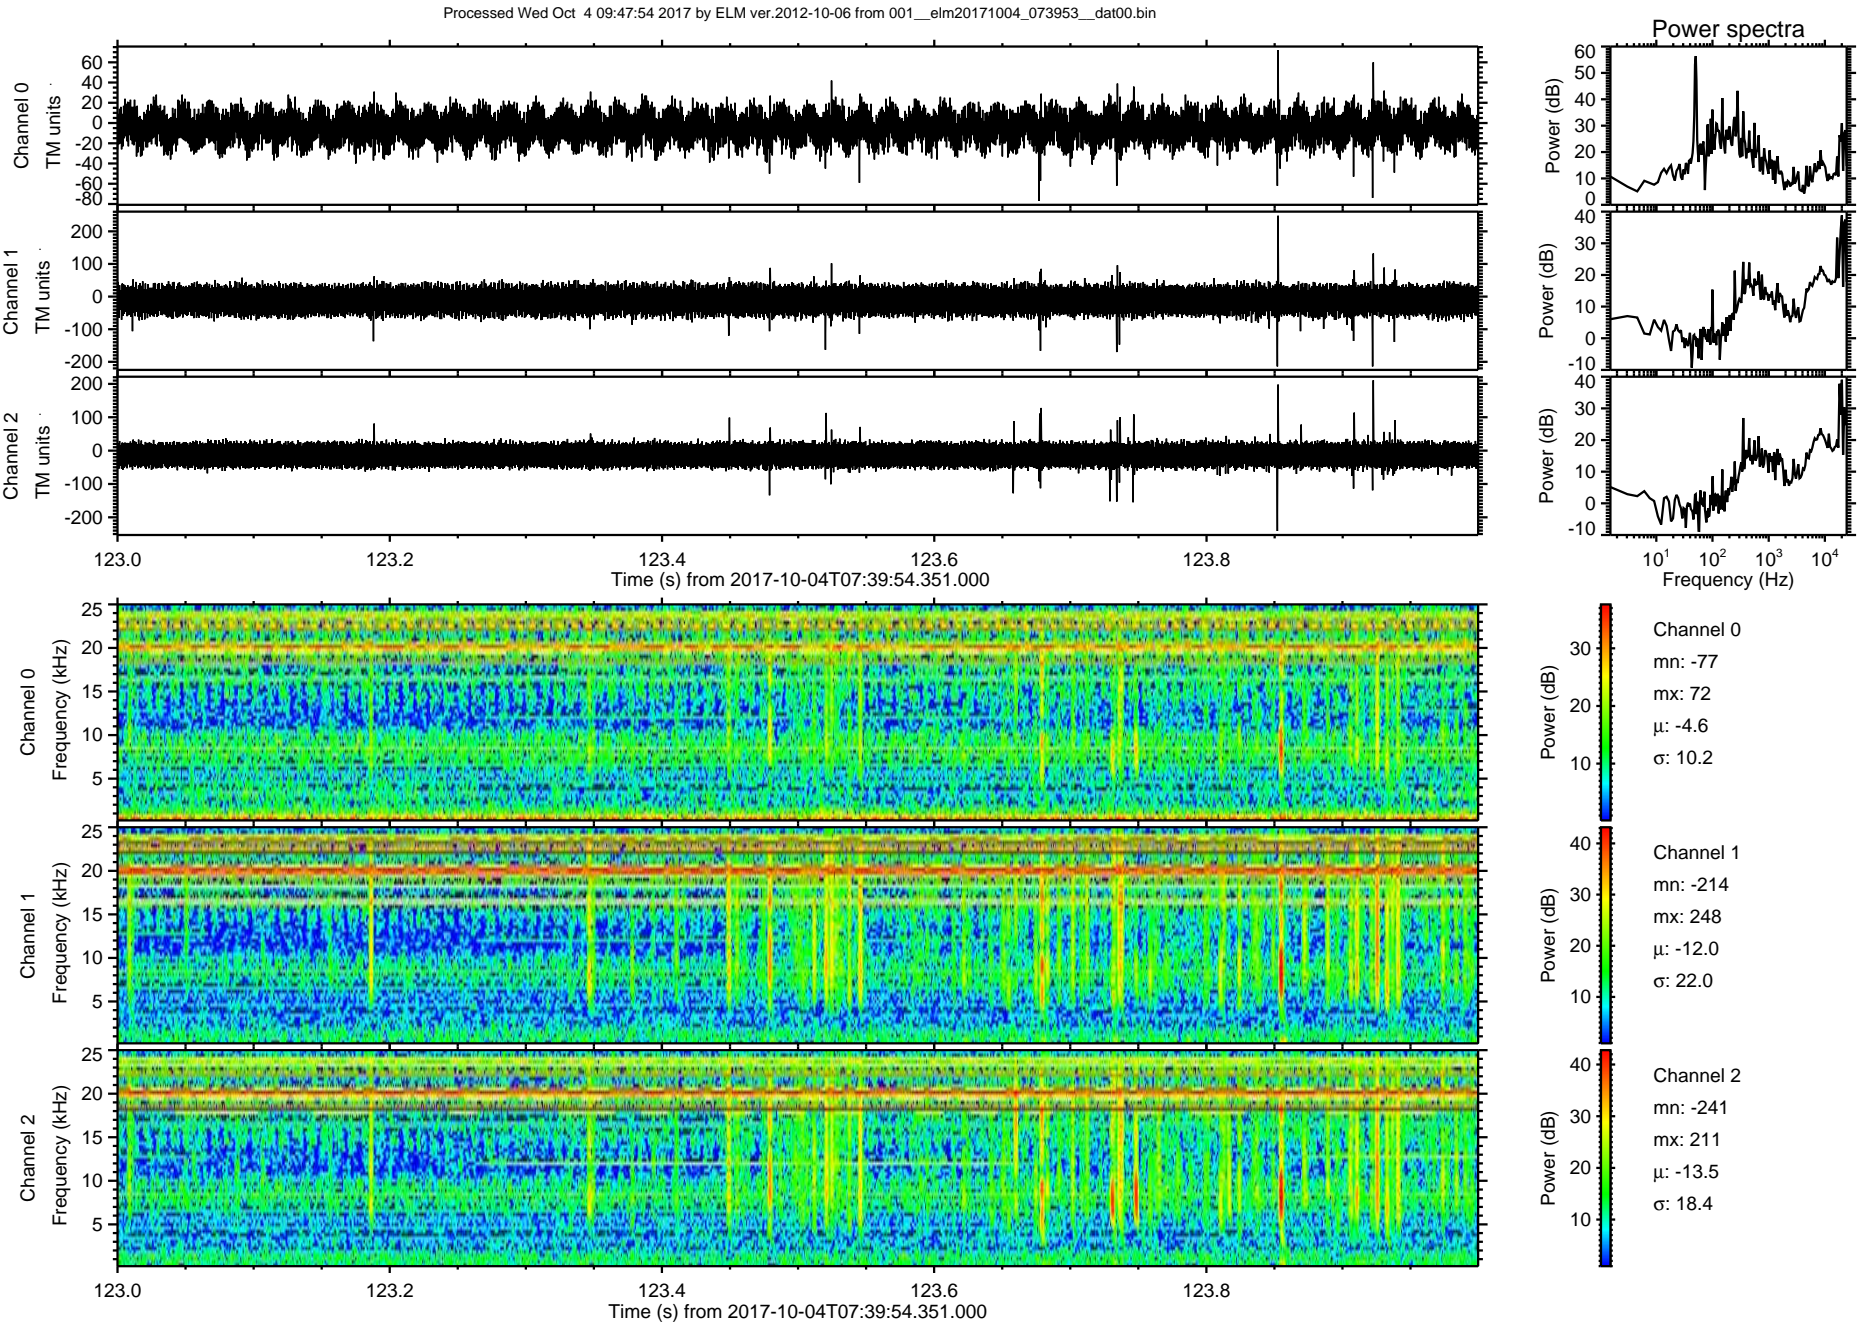 Processed Wed Oct  4 09:47:54 2017 by ELM ver.2012-10-06 from 001__elm20171004_073953__dat00.bin
Power spectra
Channel 0
TM units
60
40
20
0
-20
-40
-60
-80
Power (dB)
60
50
40
30
20
10
0
Channel 1
TM units
200
100
0
-100
-200
Power (dB)
40
30
20
10
0
-10
Channel 2
TM units
200
100
0
-100
-200
Power (dB)
40
30
20
10
0
-10
123.0 123.2 123.4 123.6 123.8
Time (s) from 2017-10-04T07:39:54.351.000
10^1 10^2 10^3 10^4
Frequency (Hz)
Channel 0
Frequency (kHz)
25
20
15
10
5
Power (dB)
30
20
10
Channel 0
mn: -77
mx: 72
μ: -4.6
σ: 10.2
Channel 1
Frequency (kHz)
25
20
15
10
5
Power (dB)
40
30
20
10
Channel 1
mn: -214
mx: 248
μ: -12.0
σ: 22.0
Channel 2
Frequency (kHz)
25
20
15
10
5
Power (dB)
40
30
20
10
Channel 2
mn: -241
mx: 211
μ: -13.5
σ: 18.4
123.0 123.2 123.4 123.6 123.8
Time (s) from 2017-10-04T07:39:54.351.000